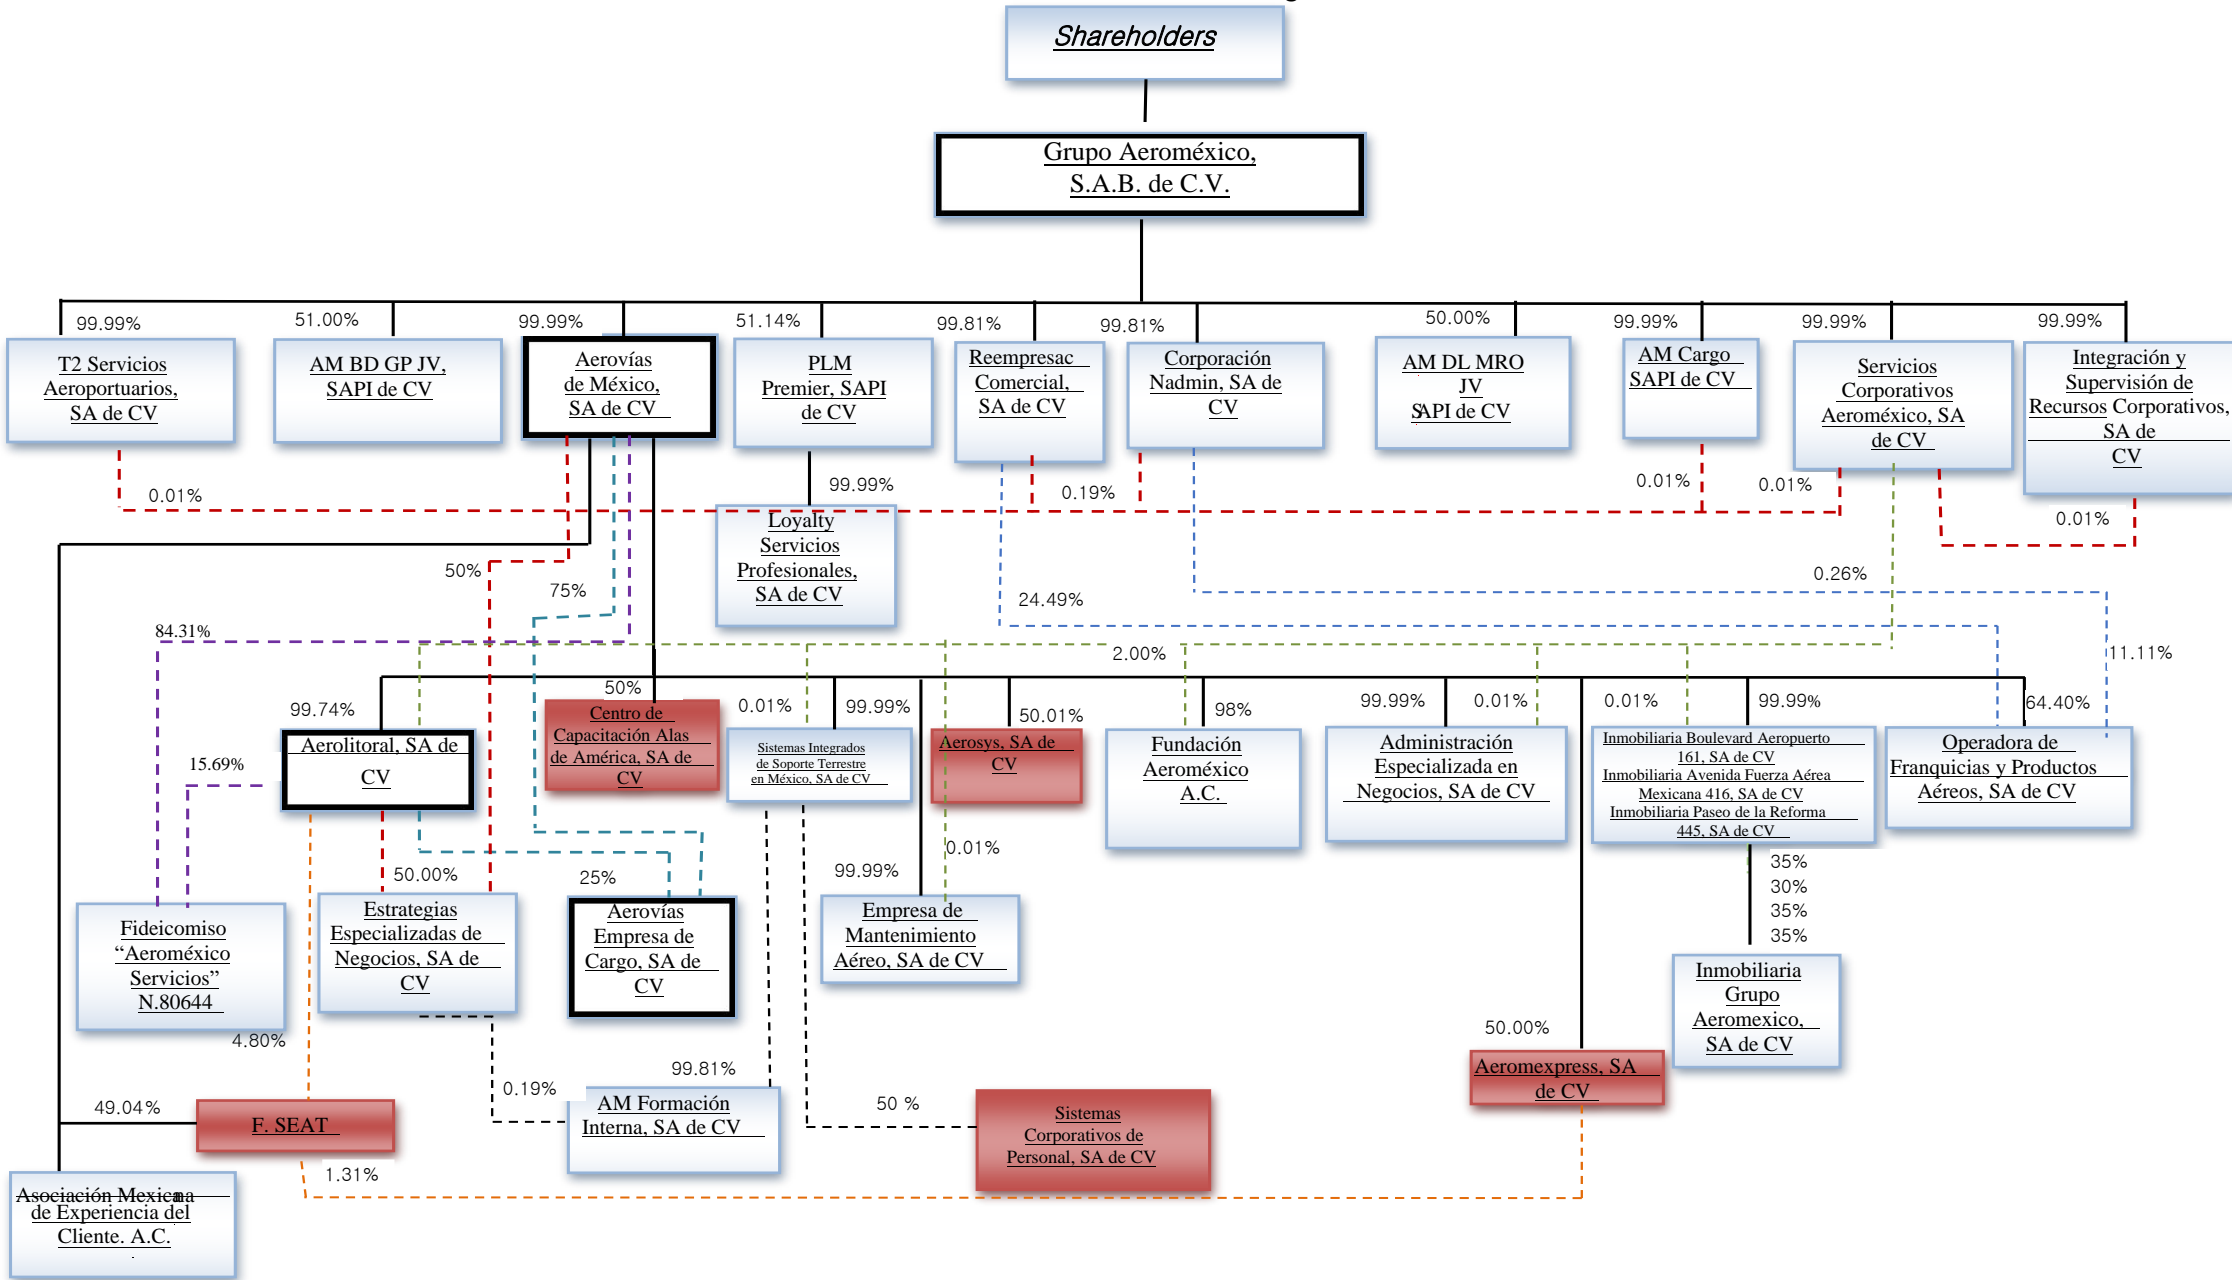 Shareholders
Grupo Aeroméxico,
S.A.B. de C.V.
99.99%
51.00%
99.99%
51.14%
99.81%
99.81%
50.00%
99.99%
99.99%
99.99%
T2 Servicios
Aeroportuarios,
SA de CV
AM BD GP JV,
SAPI de CV
Aerovías
de México,
SA de CV
PLM
Premier, SAPI
de CV
Reempresac
Comercial,
SA de CV
Corporación
Nadmin, SA de
CV
AM DL MRO
JV
SAPI de CV
AM Cargo
SAPI de CV
Servicios
Corporativos
Aeroméxico, SA
de CV
Integración y
Supervisión de
Recursos Corporativos,
SA de
CV
0.01%
99.99%
0.19%
0.01%
0.01%
0.01%
Loyalty
Servicios
Profesionales,
SA de CV
50%
75%
24.49%
0.26%
84.31%
2.00%
11.11%
99.74%
50%
0.01%
99.99%
50.01%
98%
99.99%
0.01%
0.01%
99.99%
64.40%
Aerolitoral, SA de
CV
Centro de
Capacitación Alas
de América, SA de
CV
Sistemas Integrados
de Soporte Terrestre
en México, SA de CV
Aerosys, SA de
CV
Fundación
Aeroméxico
A.C.
Administración
Especializada en
Negocios, SA de CV
Inmobiliaria Boulevard Aeropuerto
161, SA de CV
Inmobiliaria Avenida Fuerza Aérea
Mexicana 416, SA de CV
Inmobiliaria Paseo de la Reforma
445, SA de CV
Operadora de
Franquicias y Productos
Aéreos, SA de CV
15.69%
50.00%
25%
99.99%
0.01%
35%
30%
35%
35%
Fideicomiso
“Aeroméxico
Servicios”
N.80644
Estrategias
Especializadas de
Negocios, SA de
CV
Aerovías
Empresa de
Cargo, SA de
CV
Empresa de
Mantenimiento
Aéreo, SA de CV
Inmobiliaria
Grupo
Aeromexico,
SA de CV
4.80%
50.00%
99.81%
0.19%
49.04%
50 %
Aeromexpress, SA
de CV
F. SEAT
AM Formación
Interna, SA de CV
Sistemas
Corporativos de
Personal, SA de CV
1.31%
Asociación Mexicana
de Experiencia del
Cliente. A.C.